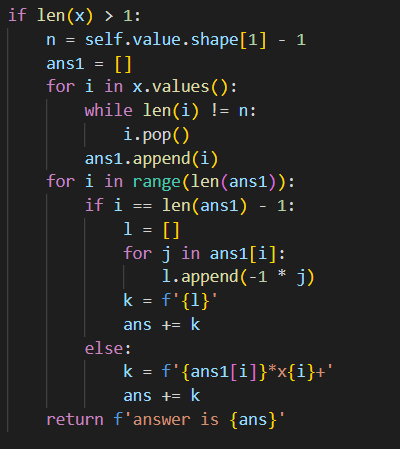 if len(x) > 1:
    n = self.value.shape[1] - 1
    ans1 = []
    for i in x.values():
        while len(i) != n:
            i.pop()
        ans1.append(i)
    for i in range(len(ans1)):
        if i == len(ans1) - 1:
            l = []
            for j in ans1[i]:
                l.append(-1 * j)
            k = f'{l}'
            ans += k
        else:
            k = f'{ans1[i]}*x{i}+'
            ans += k
    return f'answer is {ans}'